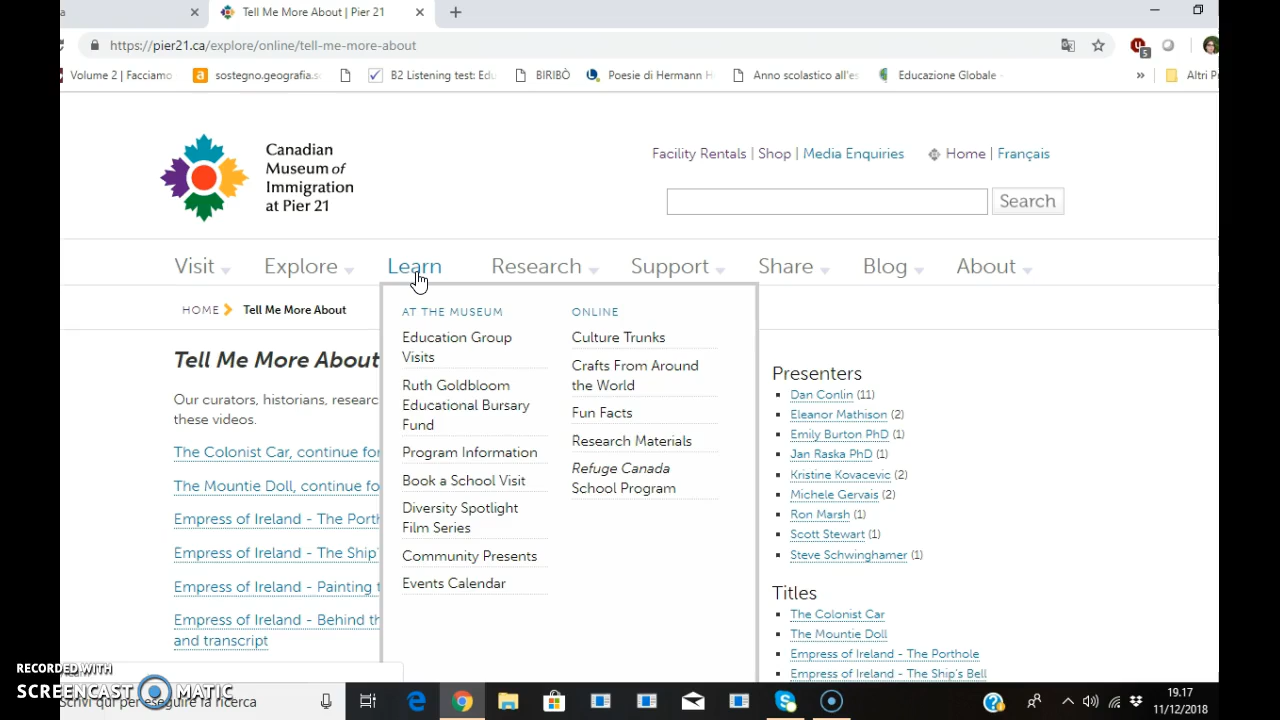 Tell Me More About | Pier 21
https://pier21.ca/explore/online/tell-me-more-about
5
Volume 2 | Facciamo
sostegno.geografia.s
B2 Listening test: Edu
BIRIBÒ
Poesie di Hermann H
Anno scolastico all'es
Educazione Globale -
»
Altri P
Canadian
Museum of
Immigration
at Pier 21
Facility Rentals | Shop | Media Enquiries
Home | Français
Search
Visit
Explore
Learn
Research
Support
Share
Blog
About
HOME
Tell Me More About
Tell Me More About
Our curators, historians, researc
these videos.
The Colonist Car, continue for
The Mountie Doll, continue fo
Empress of Ireland - The Porth
Empress of Ireland - The Ship'
Empress of Ireland - Painting t
Empress of Ireland - Behind th
and transcript
AT THE MUSEUM
Education Group
Visits
Ruth Goldbloom
Educational Bursary
Fund
Program Information
Book a School Visit
Diversity Spotlight
Film Series
Community Presents
Events Calendar
ONLINE
Culture Trunks
Crafts From Around
the World
Fun Facts
Research Materials
Refuge Canada
School Program
Presenters
Dan Conlin (11)
Eleanor Mathison (2)
Emily Burton PhD (1)
Jan Raska PhD (1)
Kristine Kovacevic (2)
Michele Gervais (2)
Ron Marsh (1)
Scott Stewart (1)
Steve Schwinghamer (1)
Titles
The Colonist Car
The Mountie Doll
Empress of Ireland - The Porthole
Empress of Ireland - The Ship's Bell
RECORDED WITH
SCREENCAST MATIC
Scrivi qui per eseguire la ricerca
19.17
11/12/2018